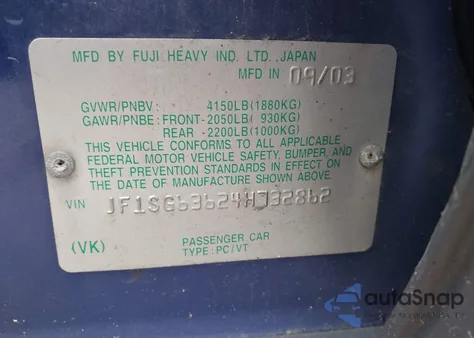 MFD BY FUJI HEAVY IND. LTD., JAPAN
MFD IN 09/03
GVWR/PNBV: 4150LB(1880KG)
GAWR/PNBE: FRONT-2050LB( 930KG)
REAR -2200LB(1000KG)
THIS VEHICLE CONFORMS TO ALL APPLICABLE
FEDERAL MOTOR VEHICLE SAFETY, BUMPER, AND
THEFT PREVENTION STANDARDS IN EFFECT ON
THE DATE OF MANUFACTURE SHOWN ABOVE.
VIN JF1SG63624H732862
(VK)
PASSENGER CAR
TYPE:PC/VT
autoSnap